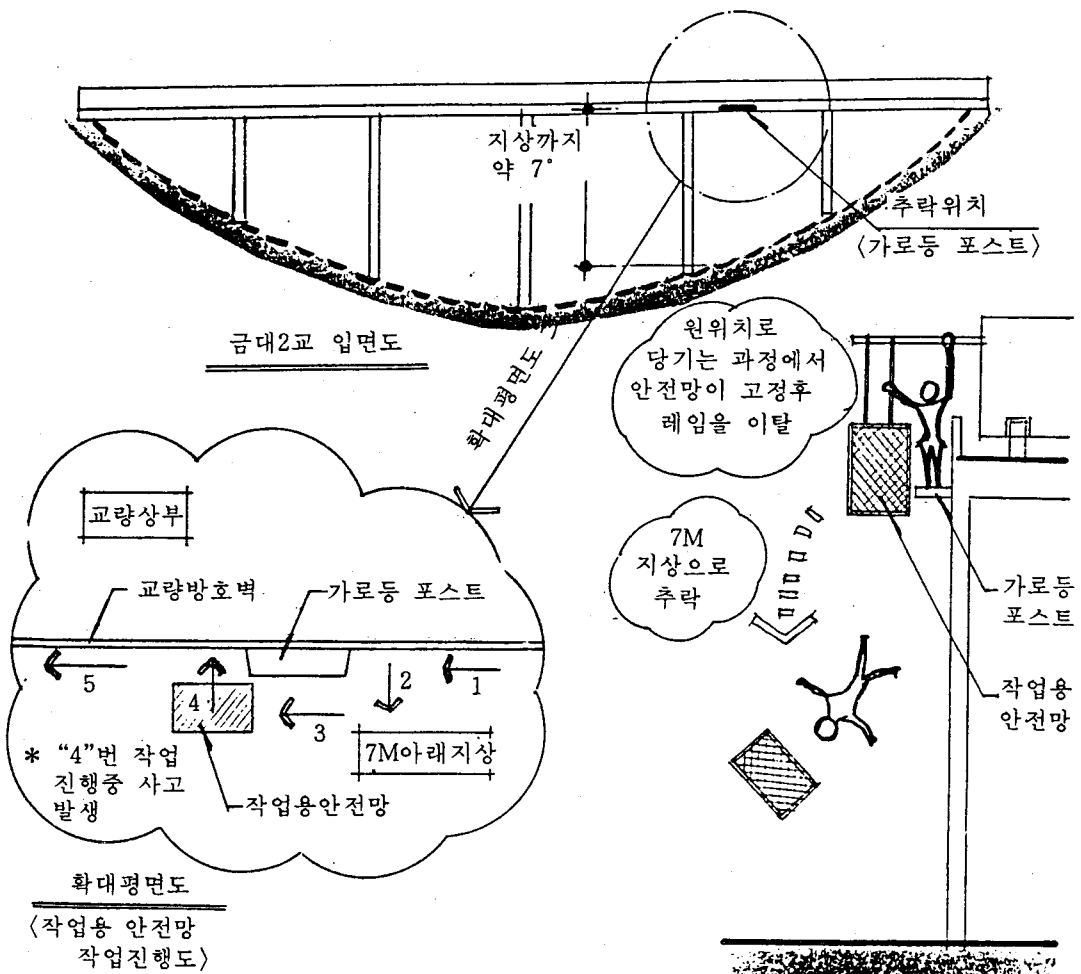 지상까지
약 7°
추락위치
〈가로등 포스트〉
금대2교 입면도
확대평면도
원위치로
당기는 과정에서
안전망이 고정후
레임을 이탈
7M
지상으로
추락
가로등
포스트
작업용
안전망
교량상부
교량방호벽
가로등 포스트
5
4
3
2
1
7M아래지상
* “4”번 작업
진행중 사고
발생
작업용안전망
확대평면도
〈작업용 안전망
작업진행도〉